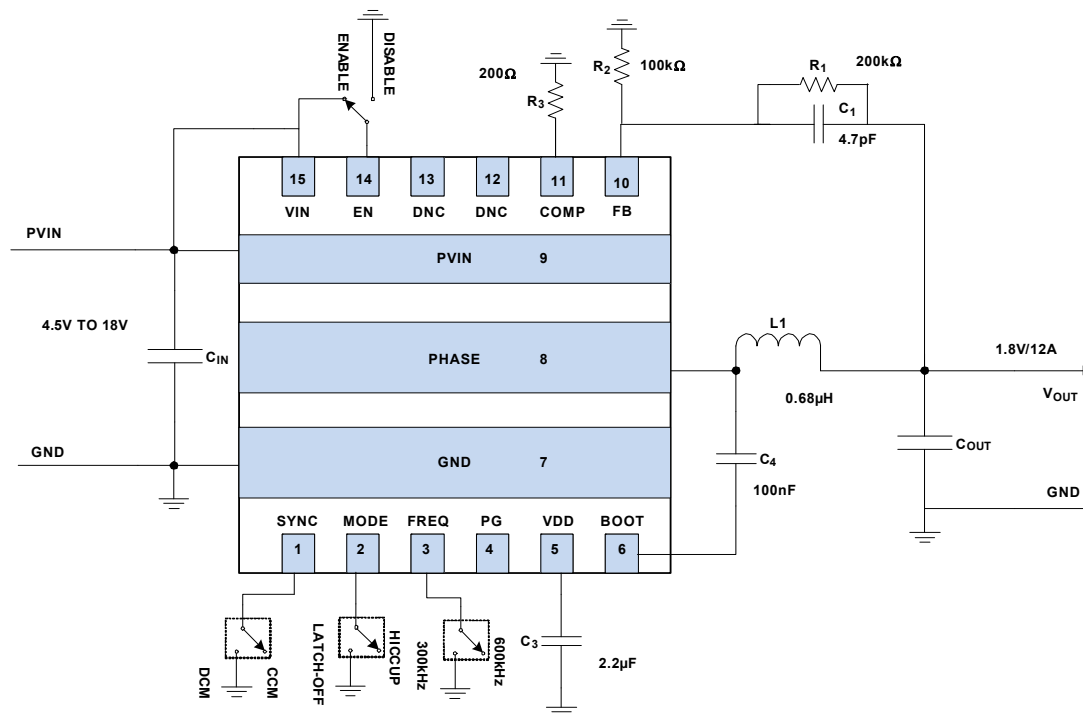 ENABLE
DISABLE
200Ω
R3
R2
100kΩ
R1
200kΩ
C1
4.7pF
15
14
13
12
11
10
VIN
EN
DNC
DNC
COMP
FB
PVIN
PVIN 9
4.5V TO 18V
CIN
PHASE 8
L1
0.68µH
1.8V/12A
VOUT
GND
GND 7
C4
100nF
COUT
GND
SYNC
MODE
FREQ
PG
VDD
BOOT
1
2
3
4
5
6
DCM
CCM
LATCH-OFF
HICCUP
300kHz
600kHz
C3
2.2µF